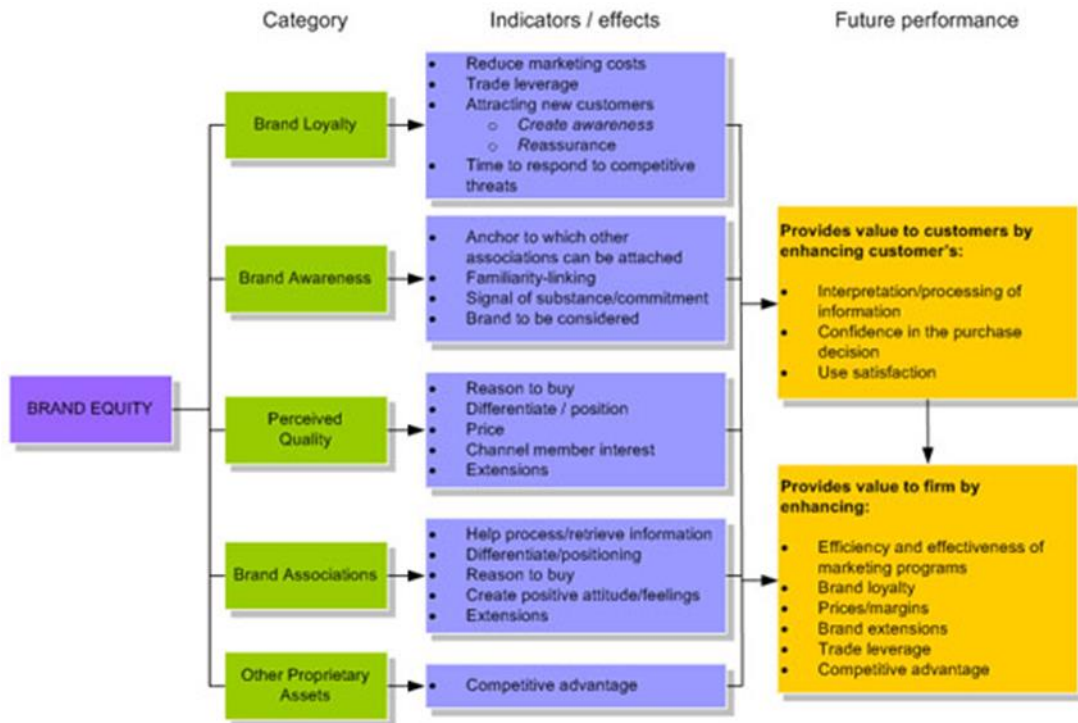 Category
Indicators / effects
Future performance
BRAND EQUITY
Brand Loyalty
• Reduce marketing costs
• Trade leverage
• Attracting new customers
o Create awareness
o Reassurance
• Time to respond to competitive
threats
Brand Awareness
• Anchor to which other
associations can be attached
• Familiarity-linking
• Signal of substance/commitment
• Brand to be considered
Perceived
Quality
• Reason to buy
• Differentiate / position
• Price
• Channel member interest
• Extensions
Brand Associations
• Help process/retrieve information
• Differentiate/positioning
• Reason to buy
• Create positive attitude/feelings
• Extensions
Other Proprietary
Assets
• Competitive advantage
Provides value to customers by
enhancing customer's:
• Interpretation/processing of
information
• Confidence in the purchase
decision
• Use satisfaction
Provides value to firm by
enhancing:
• Efficiency and effectiveness of
marketing programs
• Brand loyalty
• Prices/margins
• Brand extensions
• Trade leverage
• Competitive advantage